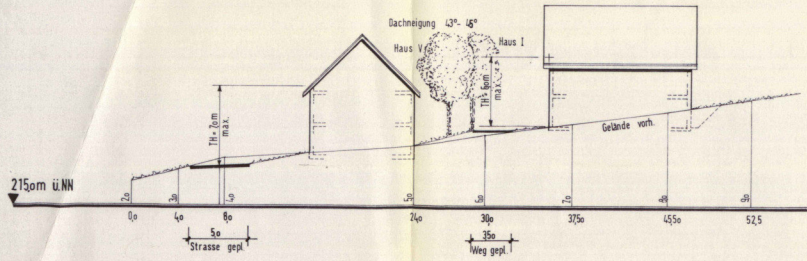 Dachneigung 43°- 46°
Haus V
Haus I
TH = 7,0m
max.
TH = 6,0m
max.
Gelände vorh.
215,0m ü.NN
2,0
3,0
4,0
5,0
6,0
7,0
8,0
9,0
0,0
4,0
8,0
24,0
30,0
37,50
45,50
52,5
5,0
Strasse gepl.
3,50
Weg gepl.